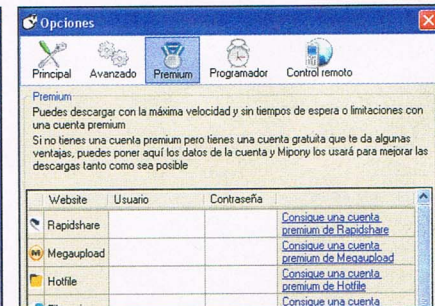 Opciones
Principal Avanzado Premium Programador Control remoto
Premium
Puedes descargar con la máxima velocidad y sin tiempos de espera o limitaciones con
una cuenta premium
Si no tienes una cuenta premium pero tienes una cuenta gratuita que te da algunas
ventajas, puedes poner aquí los datos de la cuenta y Mipony los usará para mejorar las
descargas tanto como sea posible
Website Usuario Contraseña
Rapidshare
Consigue una cuenta
premium de Rapidshare
Megaupload
Consigue una cuenta
premium de Megaupload
Hotfile
Consigue una cuenta
premium de Hotfile
Consigue una cuenta